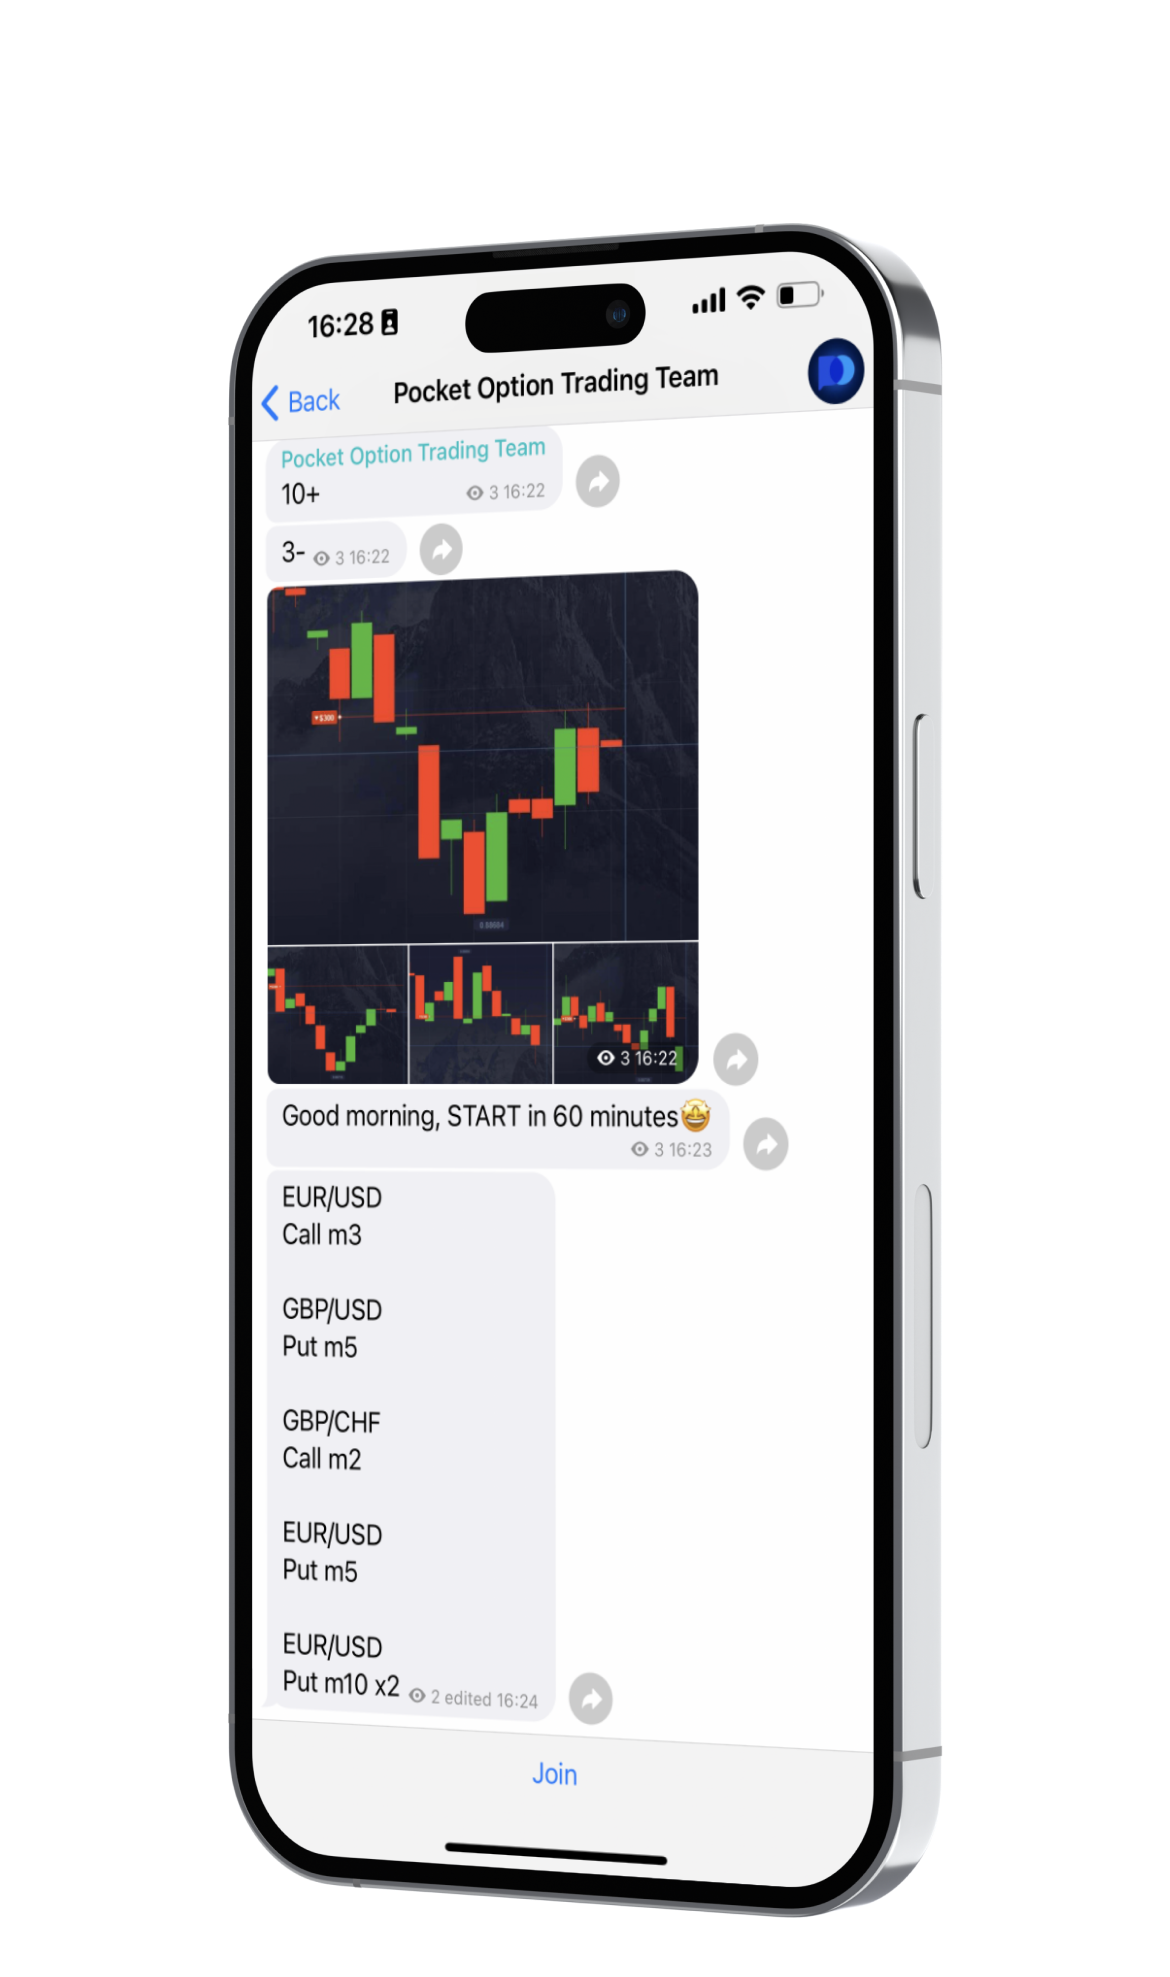 16:28
Back
Pocket Option Trading Team
Pocket Option Trading Team
10+
3 16:22
3-
3 16:22
$300
3 16:22
Good morning, START in 60 minutes🤩
3 16:23
EUR/USD
Call m3
GBP/USD
Put m5
GBP/CHF
Call m2
EUR/USD
Put m5
EUR/USD
Put m10 x2
2 edited 16:24
Join